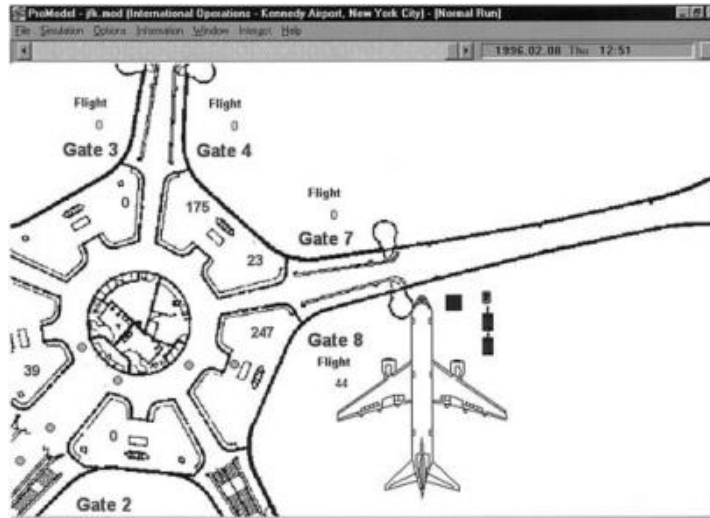 ProModel - jfk.mod (International Operations - Kennedy Airport, New York City) - [Normal Run]
File Simulation Options Information Window Interact Help
1996.02.08 Thu 12:51
Flight
0
Gate 3
Flight
0
Gate 4
0
175
23
Flight
0
Gate 7
247
Gate 8
Flight
44
39
0
Gate 2